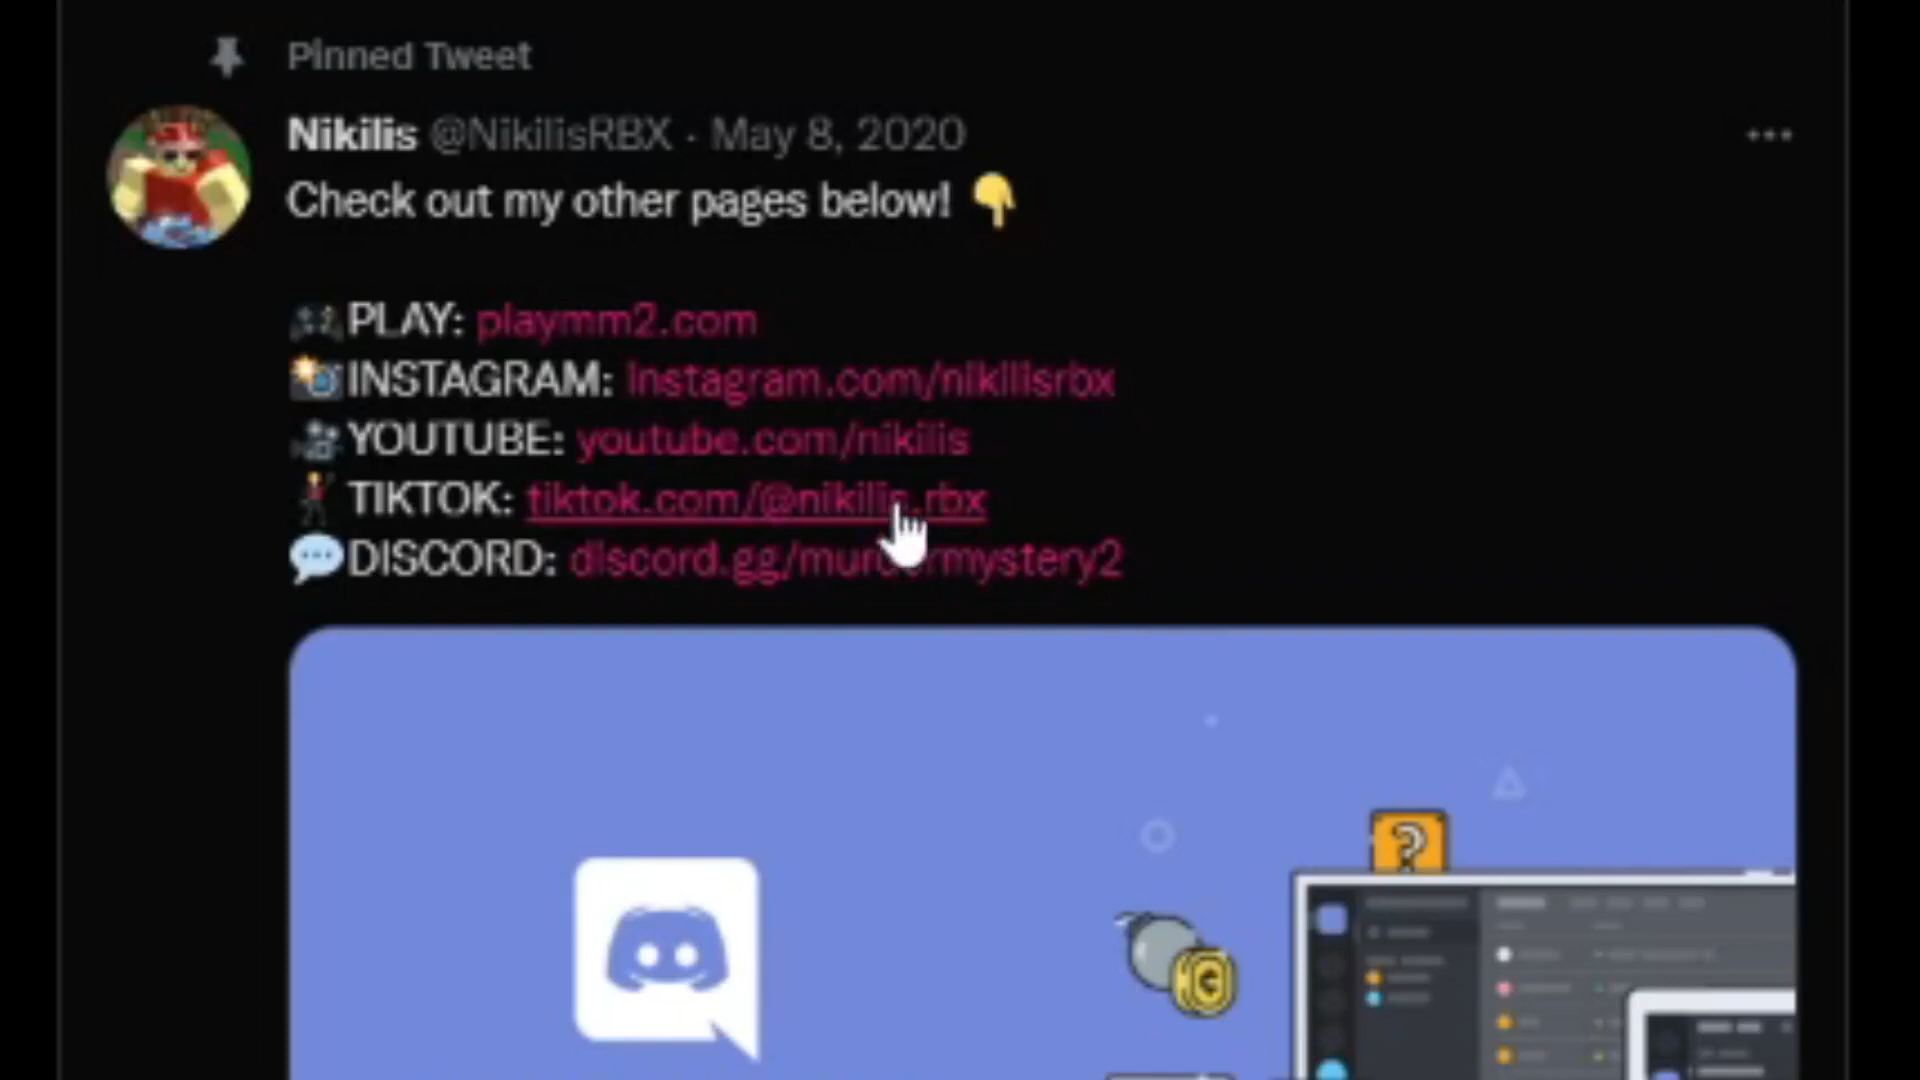 Pinned Tweet
Nikilis @NikilisRBX · May 8, 2020
Check out my other pages below! 👇
🎮PLAY: playmm2.com
📸INSTAGRAM: instagram.com/nikilisrbx
🎥YOUTUBE: youtube.com/nikilis
🕺TIKTOK: tiktok.com/@nikilis.rbx
💬DISCORD: discord.gg/murdermystery2